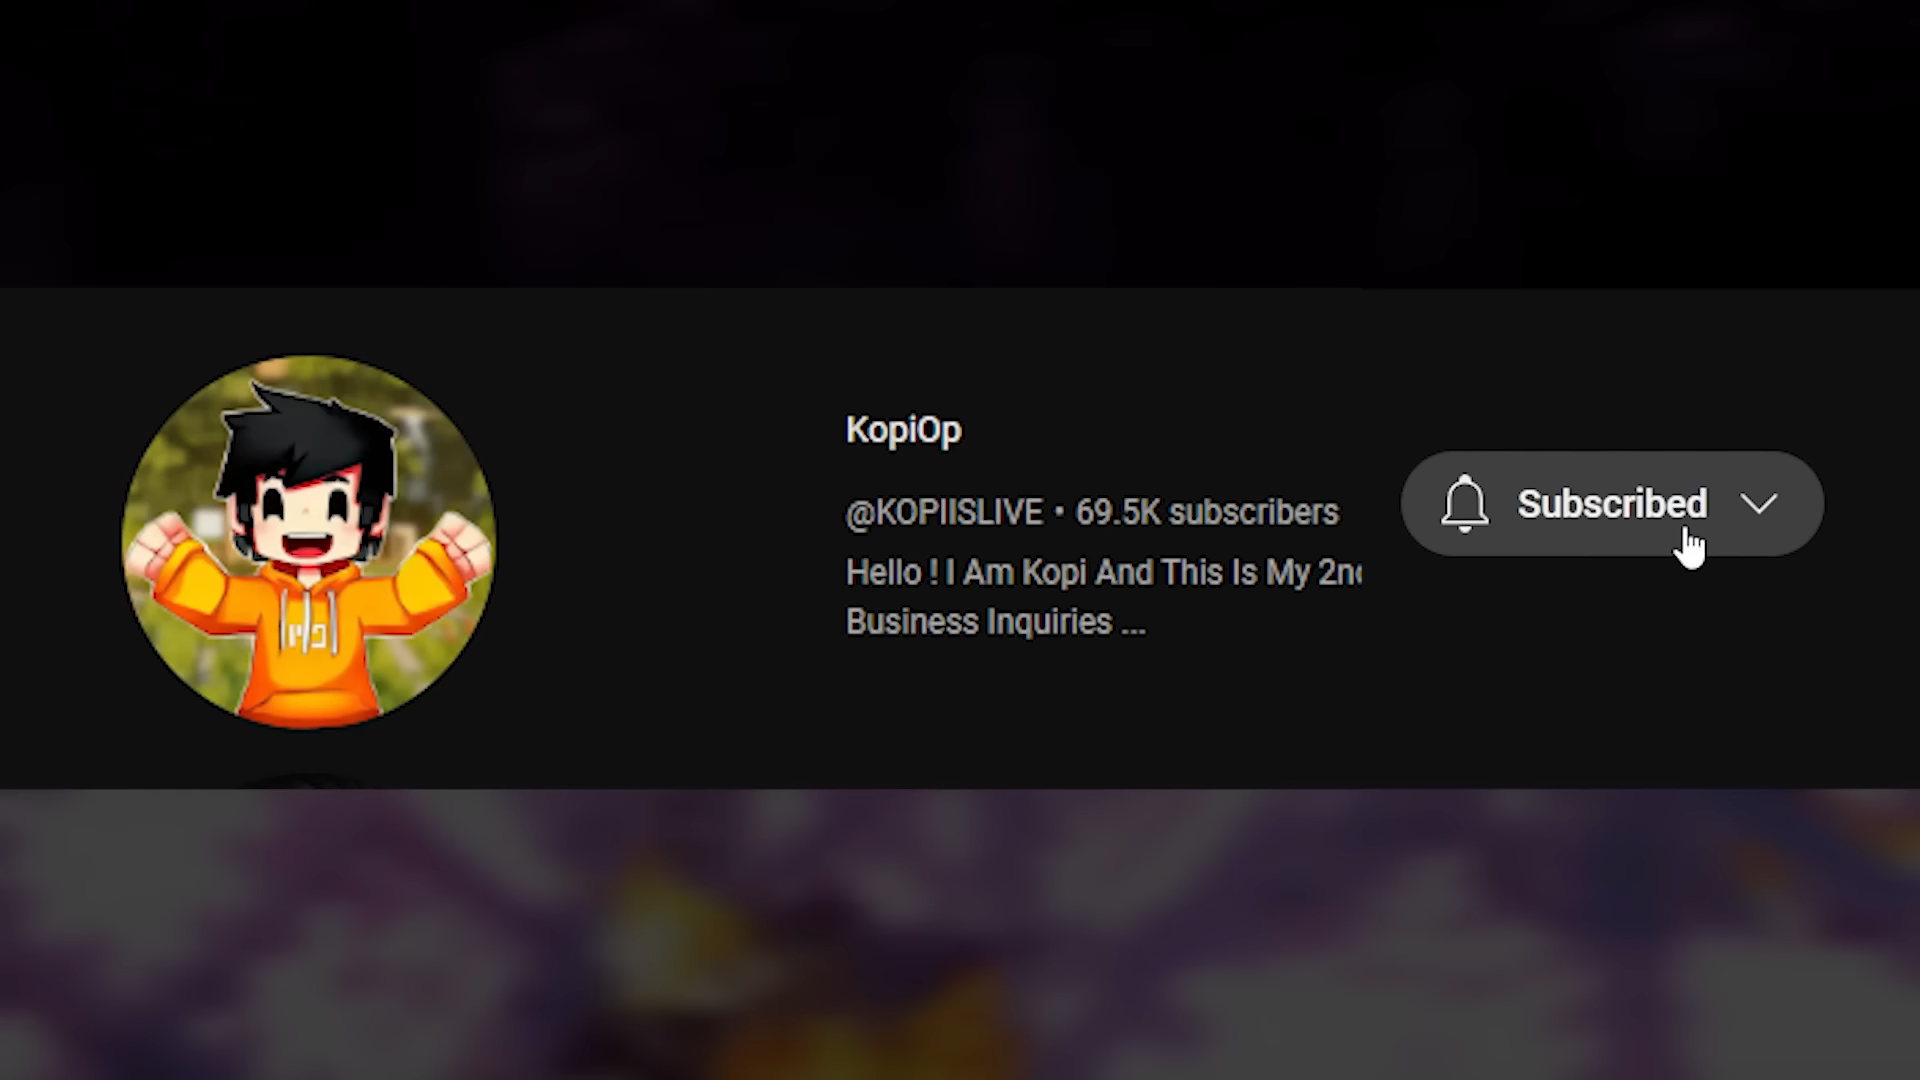 KopiOp
@KOPIISLIVE • 69.5K subscribers
Subscribed
Hello ! I Am Kopi And This Is My
Business Inquiries ...